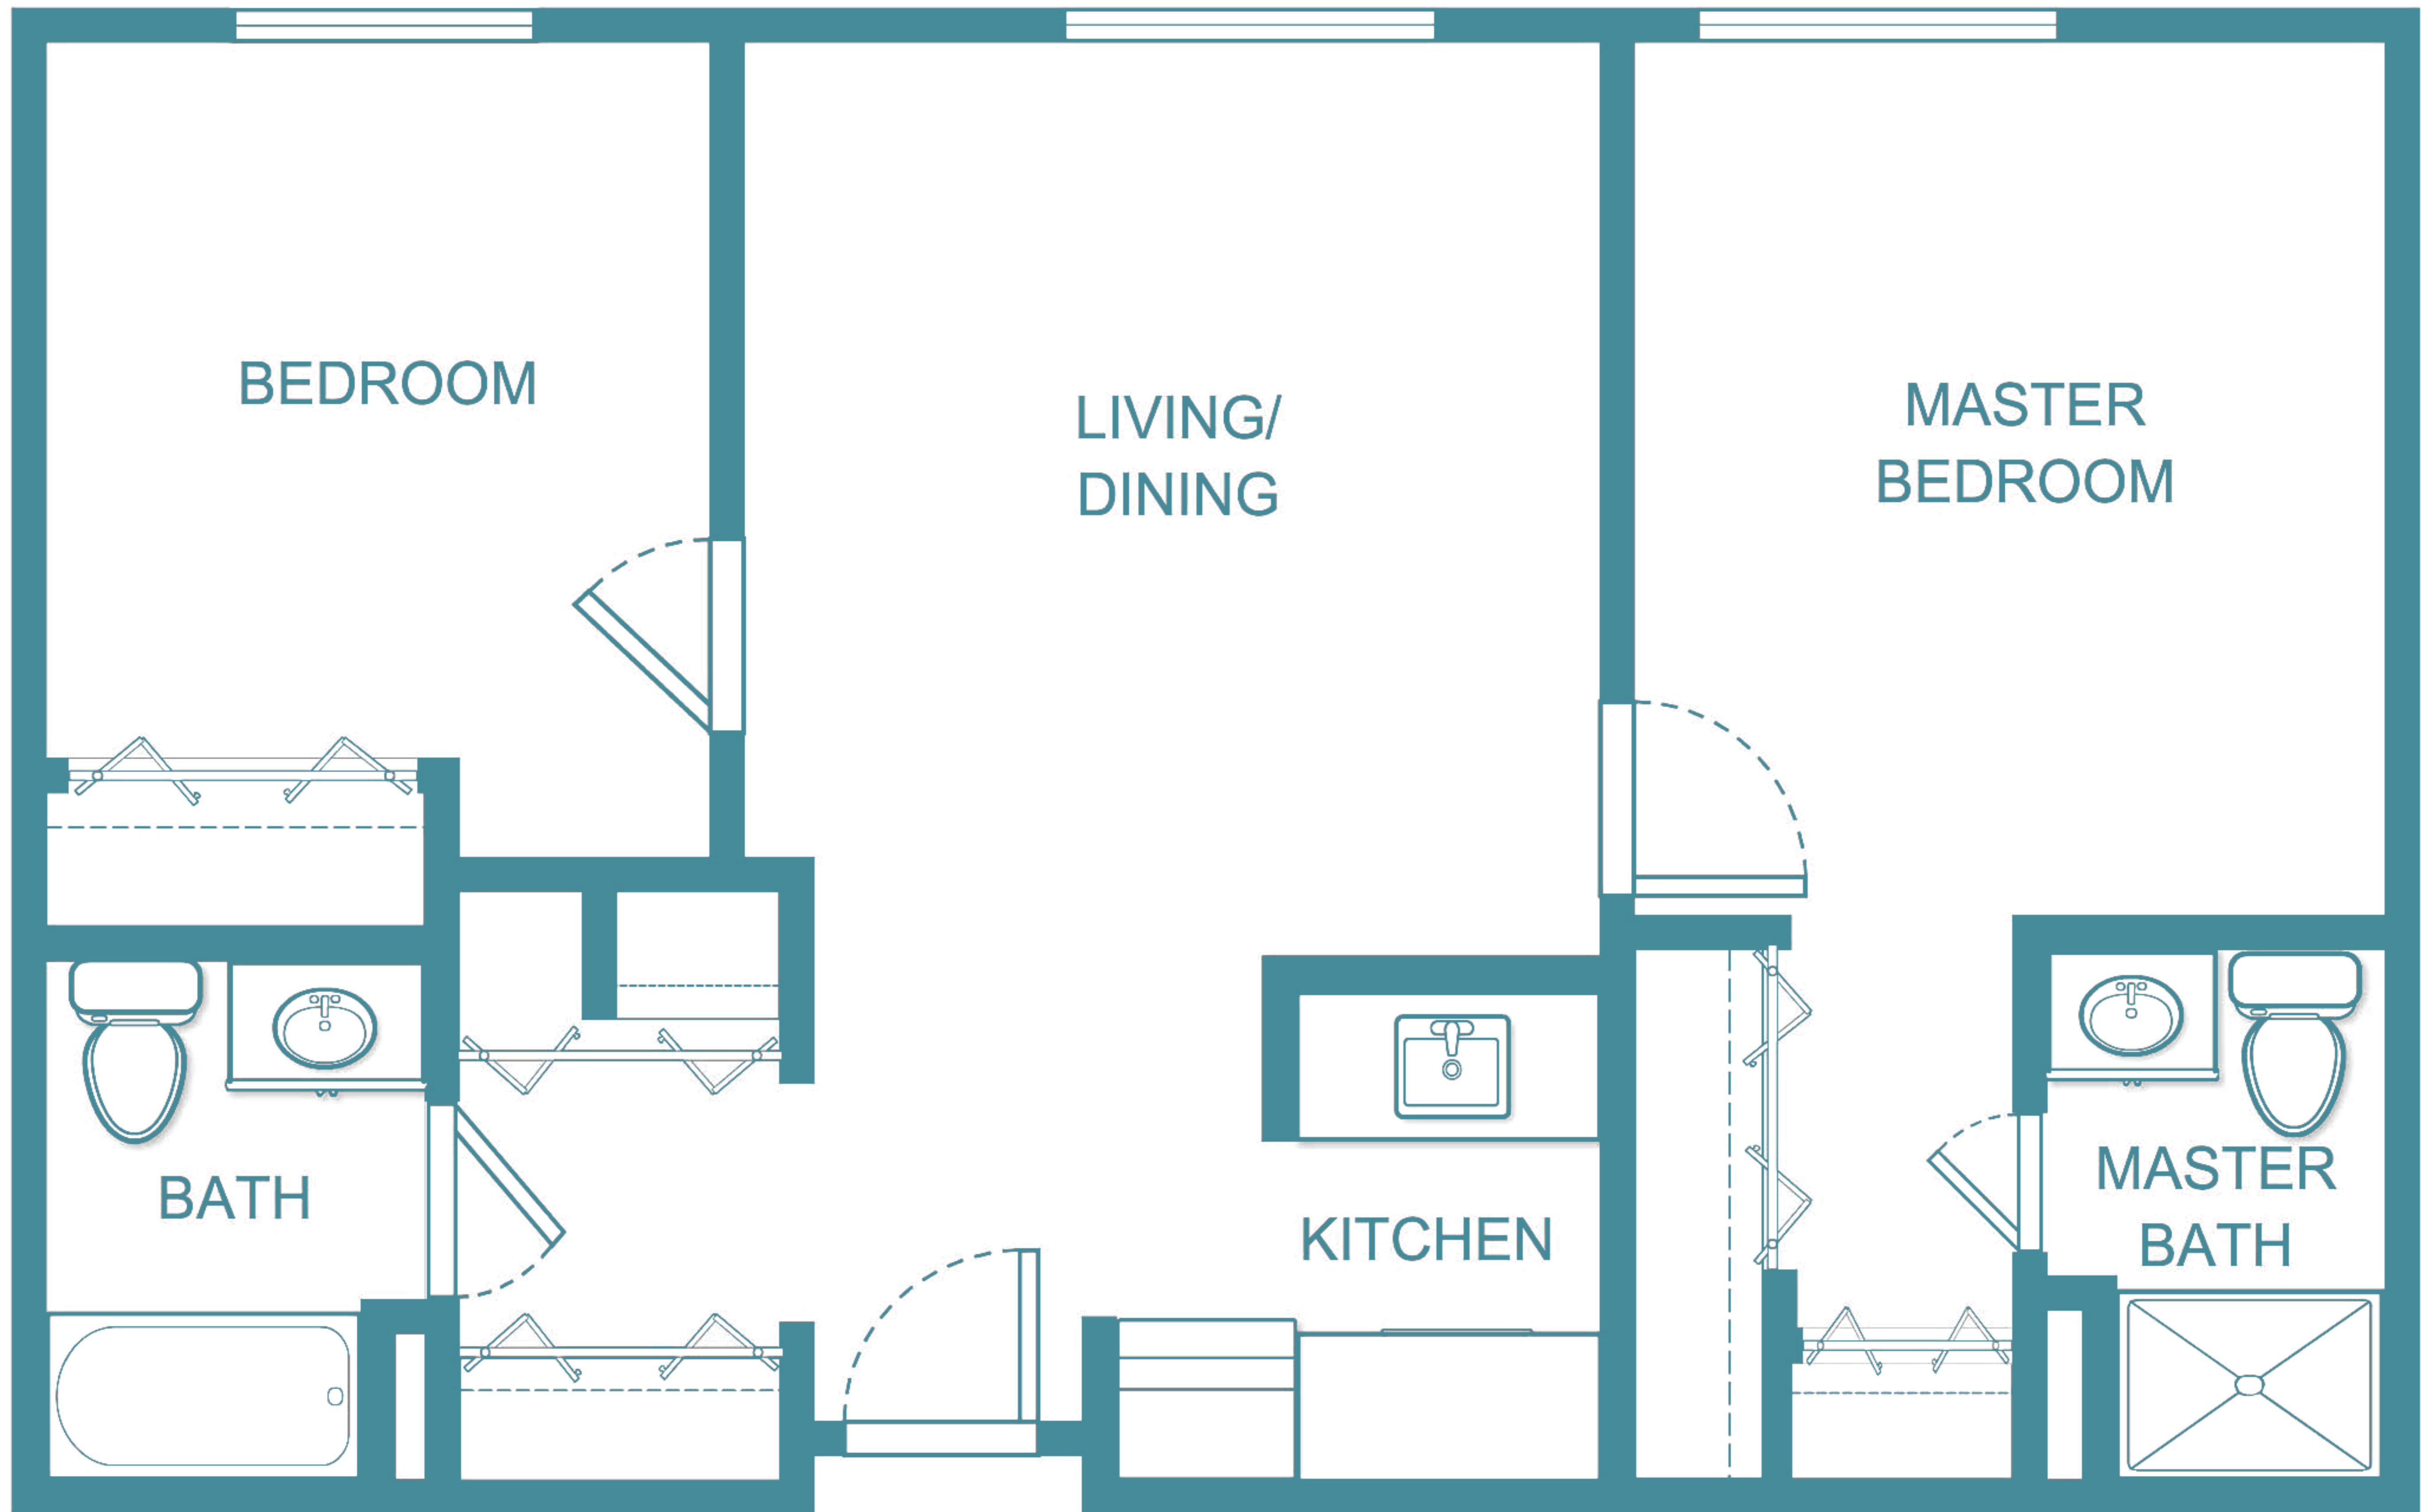 BEDROOM
LIVING/
DINING
MASTER
BEDROOM
BATH
KITCHEN
MASTER
BATH